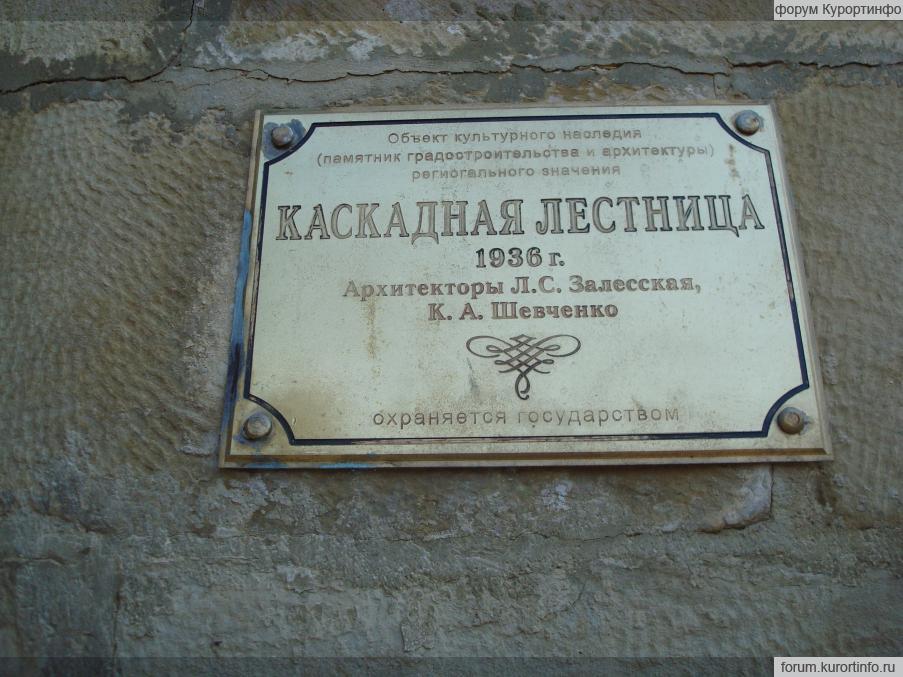 форум Курортинфо
Объект культурного наследия
(памятник градостроительства и архитектуры)
региогального значения
КАСКАДНАЯ ЛЕСТНИЦА
1936 г.
Архитекторы Л.С. Залесская,
К. А. Шевченко
охраняется государством
forum.kurortinfo.ru